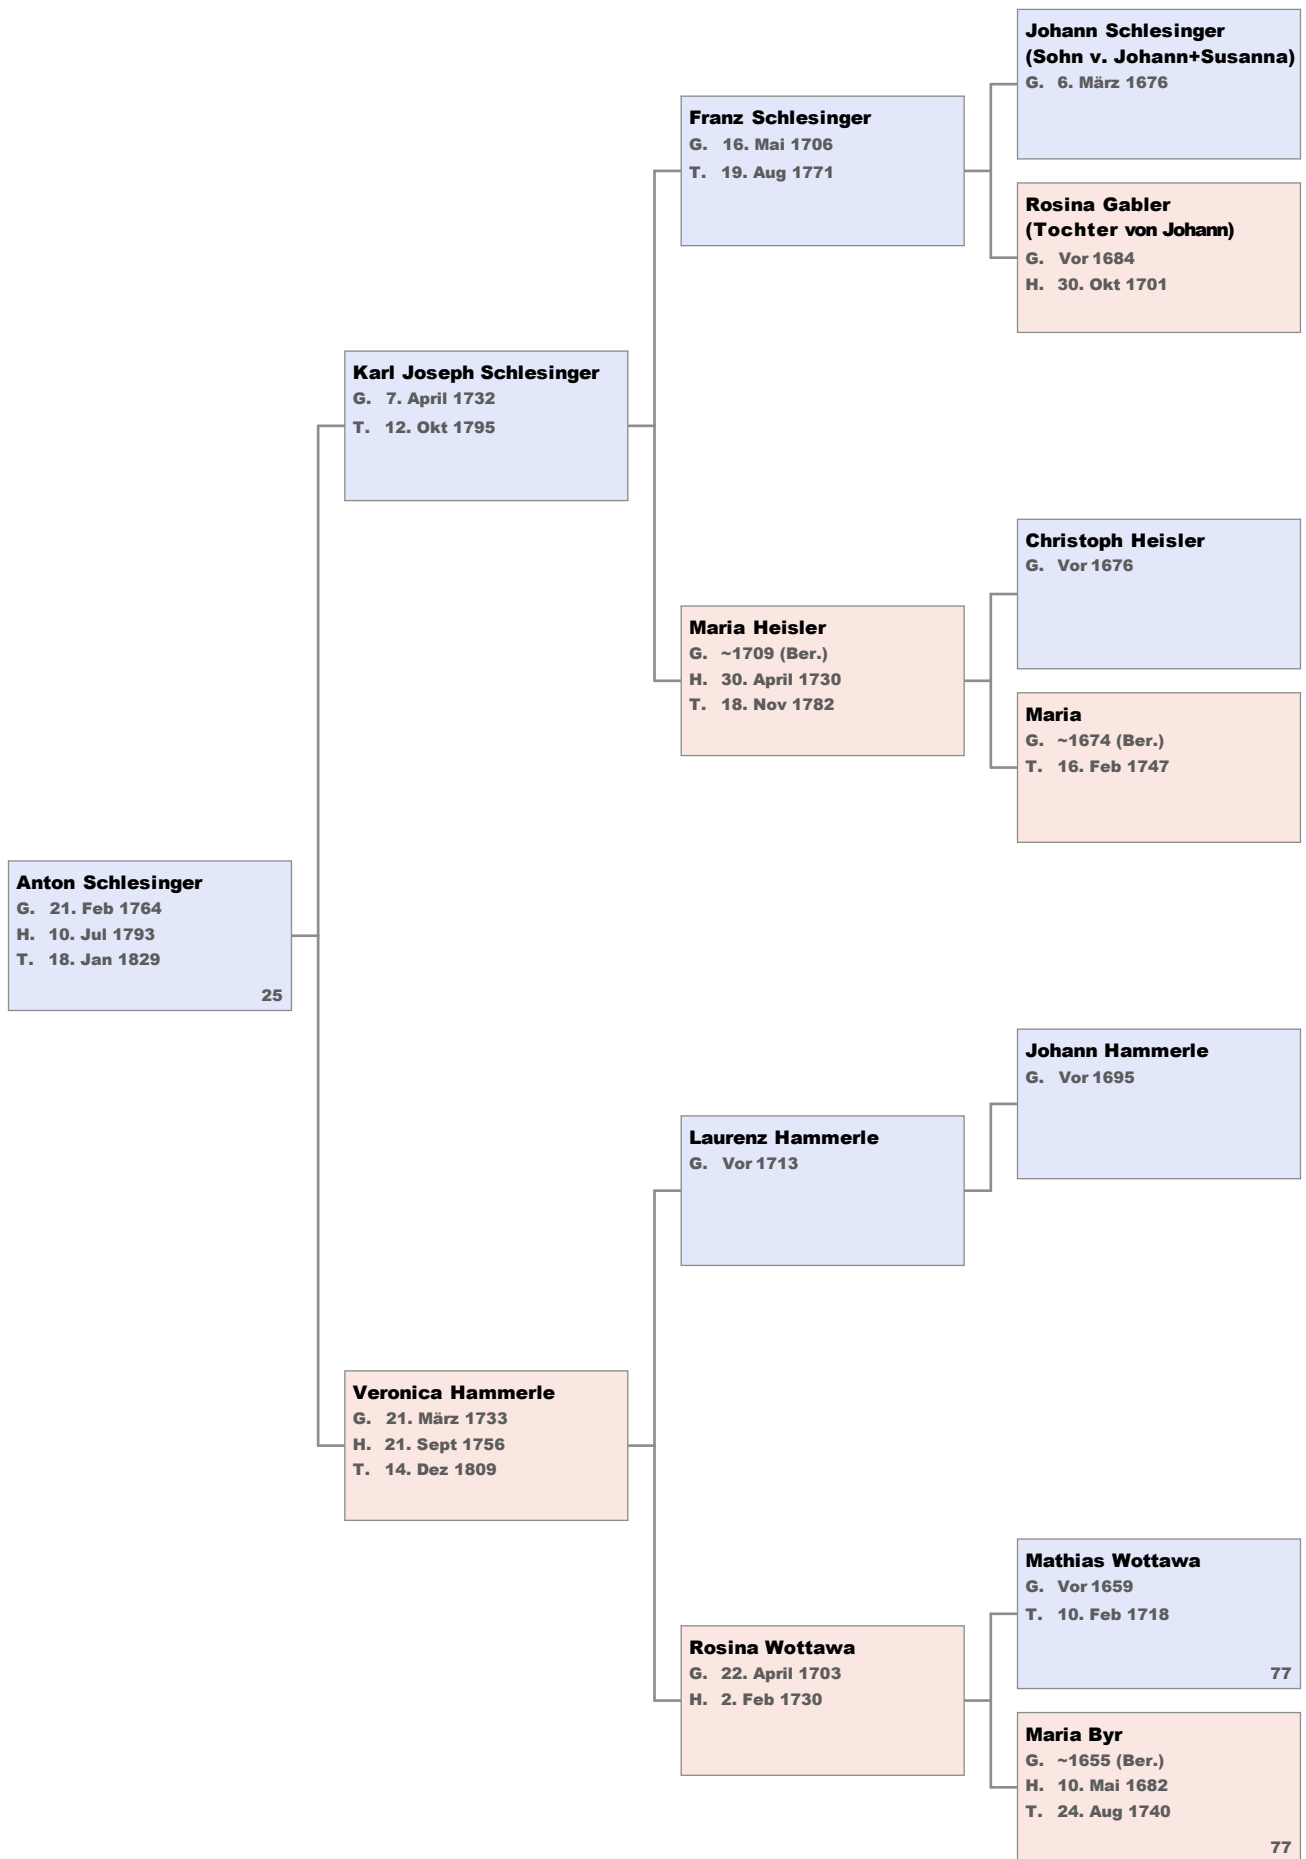 Johann Schlesinger
(Sohn v. Johann+Susanna)
G. 6. März 1676
Franz Schlesinger
G. 16. Mai 1706
T. 19. Aug 1771
Rosina Gabler
(Tochter von Johann)
G. Vor 1684
H. 30. Okt 1701
Karl Joseph Schlesinger
G. 7. April 1732
T. 12. Okt 1795
Christoph Heisler
G. Vor 1676
Maria Heisler
G. ~1709 (Ber.)
H. 30. April 1730
T. 18. Nov 1782
Maria
G. ~1674 (Ber.)
T. 16. Feb 1747
Anton Schlesinger
G. 21. Feb 1764
H. 10. Jul 1793
T. 18. Jan 1829
25
Johann Hammerle
G. Vor 1695
Laurenz Hammerle
G. Vor 1713
Veronica Hammerle
G. 21. März 1733
H. 21. Sept 1756
T. 14. Dez 1809
Mathias Wottawa
G. Vor 1659
T. 10. Feb 1718
77
Rosina Wottawa
G. 22. April 1703
H. 2. Feb 1730
Maria Byr
G. ~1655 (Ber.)
H. 10. Mai 1682
T. 24. Aug 1740
77